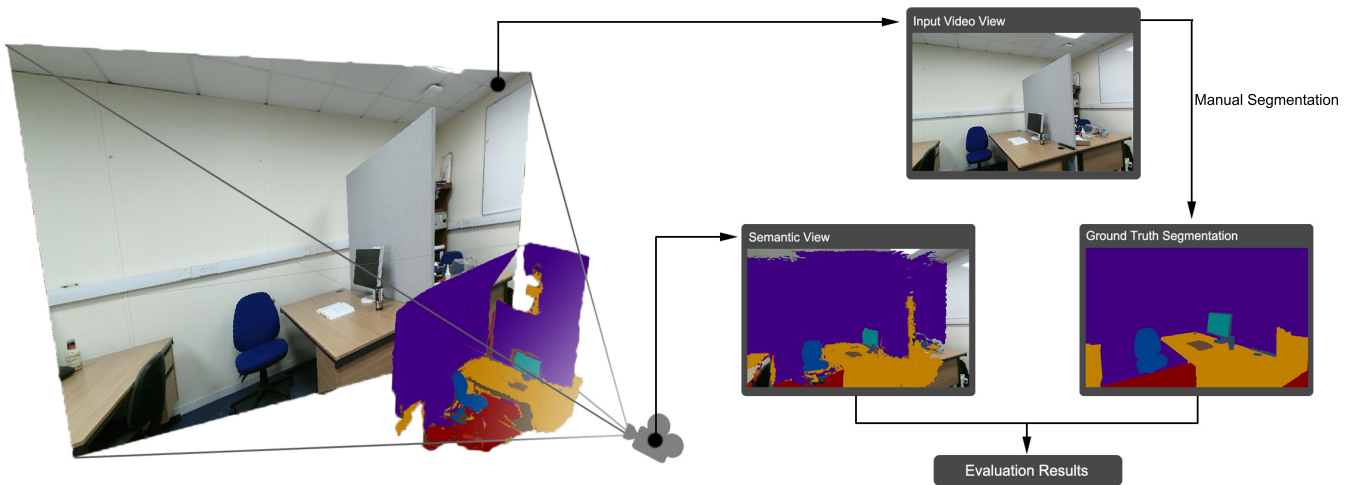 Input Video View
Manual Segmentation
Semantic View
Ground Truth Segmentation
Evaluation Results